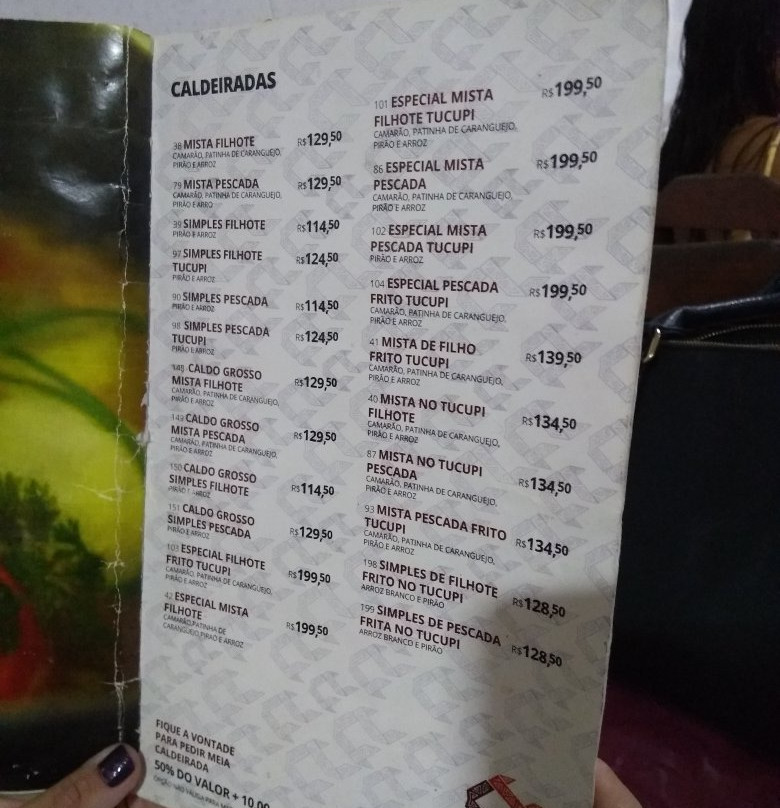 CALDEIRADAS
38 MISTA FILHOTE R$129,50
CAMARÃO, PATINHA DE CARANGUEJO,
PIRÃO E ARROZ
79 MISTA PESCADA R$129,50
CAMARÃO, PATINHA DE CARANGUEJO,
PIRÃO E ARRO
39 SIMPLES FILHOTE R$114,50
PIRÃO E ARROZ
97 SIMPLES FILHOTE R$124,50
TUCUPI
PIRÃO E ARROZ
90 SIMPLES PESCADA R$114,50
PIRÃO E ARROZ
98 SIMPLES PESCADA R$124,50
TUCUPI
PIRÃO E ARROZ
CALDO GROSSO R$129,50
MISTA FILHOTE
CAMARÃO, PATINHA DE CARANGUEJO,
PIRÃO E ARROZ
149 CALDO GROSSO R$129,50
MISTA PESCADA
CAMARÃO, PATINHA DE CARANGUEJO,
PIRÃO E ARROZ
150 CALDO GROSSO R$114,50
SIMPLES FILHOTE
PIRÃO E ARROZ
151 CALDO GROSSO R$129,50
SIMPLES PESCADA
PIRÃO E ARROZ
103 ESPECIAL FILHOTE R$199,50
FRITO TUCUPI
CAMARÃO, PATINHA DE CARANGUEJO,
PIRÃO E ARROZ
42 ESPECIAL MISTA R$199,50
FILHOTE
CAMARÃO,PATINHA DE
CARANGUEJO,PIRAO E ARROZ
FIQUE A VONTADE
PARA PEDIR MEIA
CALDEIRADA
50% DO VALOR + 10,00
101 ESPECIAL MISTA R$199,50
FILHOTE TUCUPI
CAMARÃO, PATINHA DE CARANGUEJO,
PIRÃO E ARROZ
86 ESPECIAL MISTA R$199,50
PESCADA
CAMARÃO, PATINHA DE CARANGUEJO,
PIRÃO E ARROZ
102 ESPECIAL MISTA R$199,50
PESCADA TUCUPI
PIRÃO E ARROZ
104 ESPECIAL PESCADA R$199,50
FRITO TUCUPI
CAMARÃO, PATINHA DE CARANGUEJO,
PIRÃO E ARROZ
41 MISTA DE FILHO R$139,50
FRITO TUCUPI
CAMARÃO, PATINHA DE CARANGUEJO,
PIRÃO E ARROZ
40 MISTA NO TUCUPI R$134,50
FILHOTE
CAMARÃO, PATINHA DE CARANGUEJO,
PIRÃO E ARROZ
87 MISTA NO TUCUPI R$134,50
PESCADA
CAMARÃO, PATINHA DE CARANGUEJO,
PIRÃO E ARROZ
93 MISTA PESCADA FRITO R$134,50
TUCUPI
CAMARÃO, PATINHA DE CARANGUEJO,
PIRÃO E ARROZ
198 SIMPLES DE FILHOTE R$128,50
FRITO NO TUCUPI
ARROZ BRANCO E PIRÃO
199 SIMPLES DE PESCADA R$128,50
FRITA NO TUCUPI
ARROZ BRANCO E PIRÃO